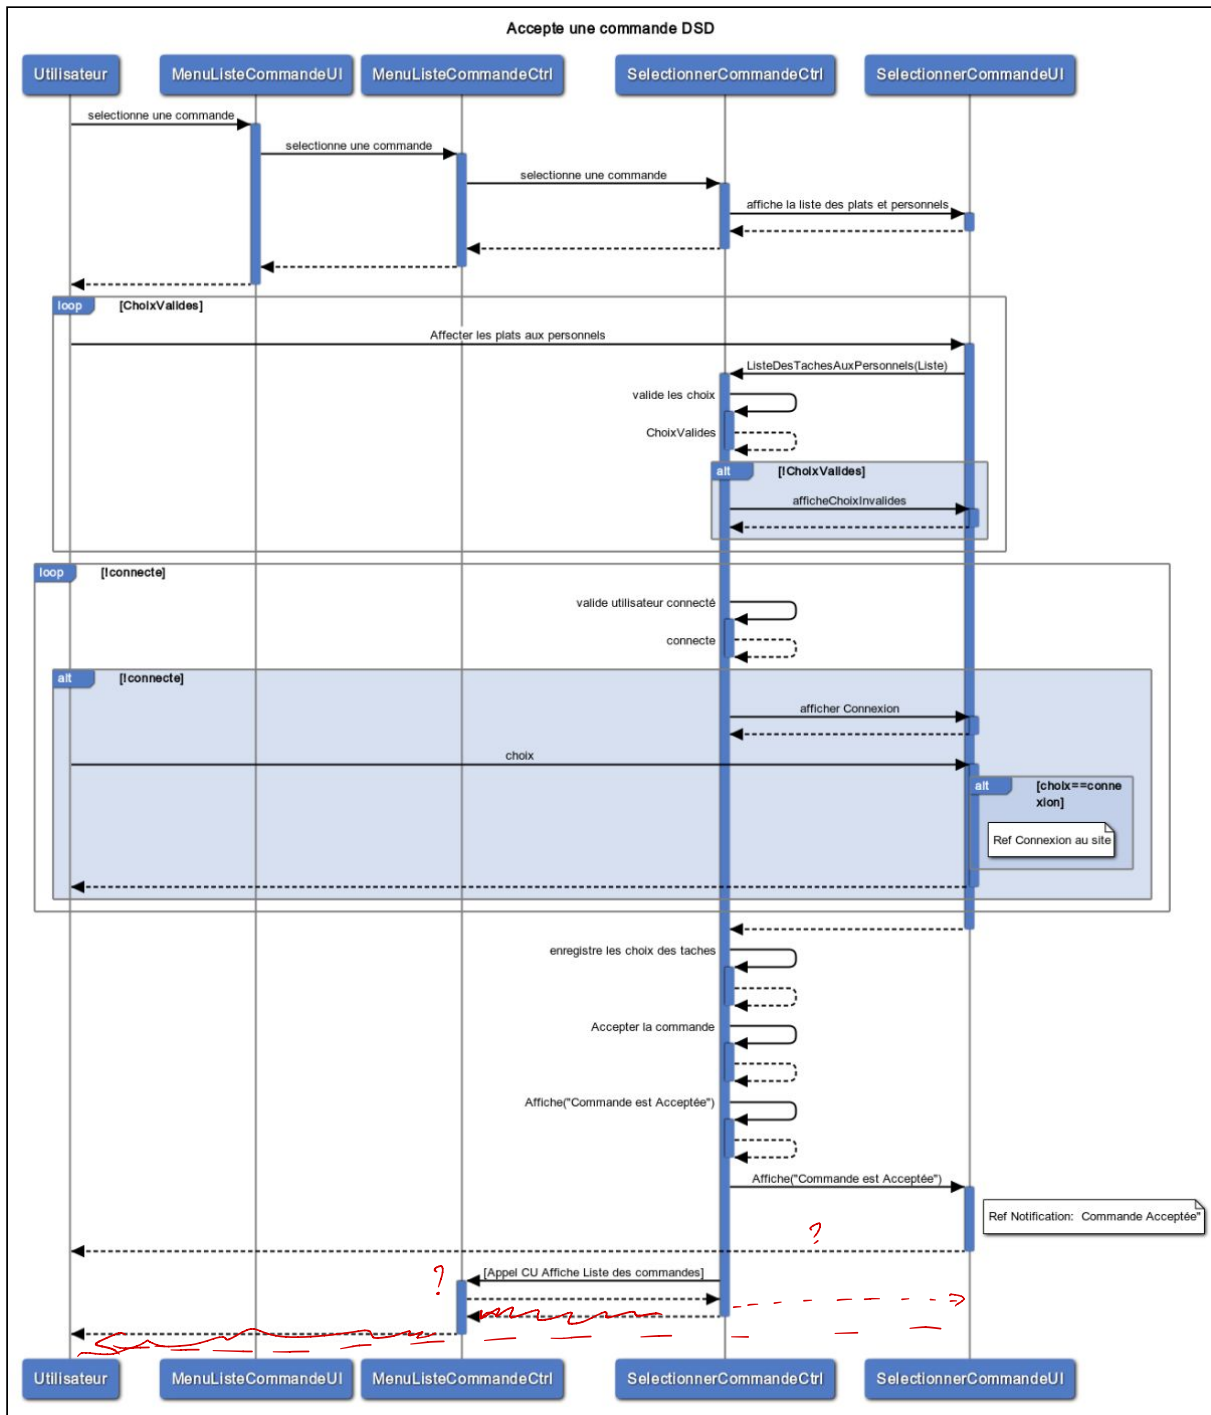 Accepte une commande DSD
Utilisateur
MenuListeCommandeUI
MenuListeCommandeCtrl
SelectionnerCommandeCtrl
SelectionnerCommandeUI
selectionne une commande
selectionne une commande
selectionne une commande
affiche la liste des plats et personnels
loop [ChoixValides]
Affecter les plats aux personnels
ListeDesTachesAuxPersonnels(Liste)
valide les choix
ChoixValides
alt [!ChoixValides]
afficheChoixInvalides
loop [!connecte]
valide utilisateur connecté
connecte
alt [!connecte]
afficher Connexion
choix
alt [choix==conne
xion]
Ref Connexion au site
enregistre les choix des taches
Accepter la commande
Affiche("Commande est Acceptée")
Affiche("Commande est Acceptée")
Ref Notification: Commande Acceptée"
?
? [Appel CU Affiche Liste des commandes]
Utilisateur
MenuListeCommandeUI
MenuListeCommandeCtrl
SelectionnerCommandeCtrl
SelectionnerCommandeUI